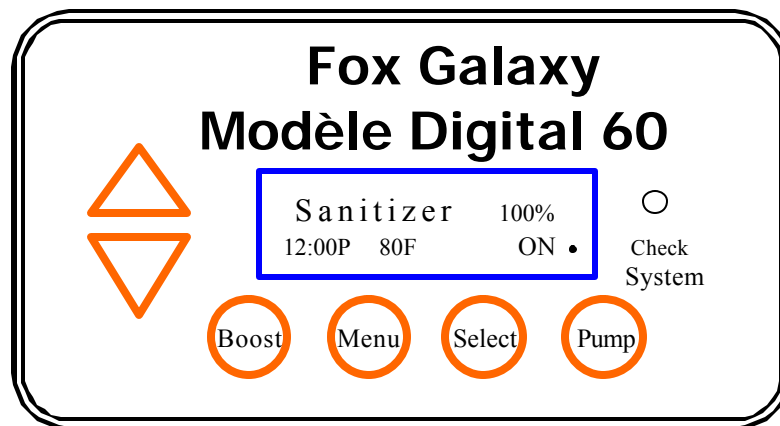 Fox Galaxy
Modèle Digital 60
Sanitizer 100%
12:00P 80F ON •
Check
System
Boost Menu Select Pump